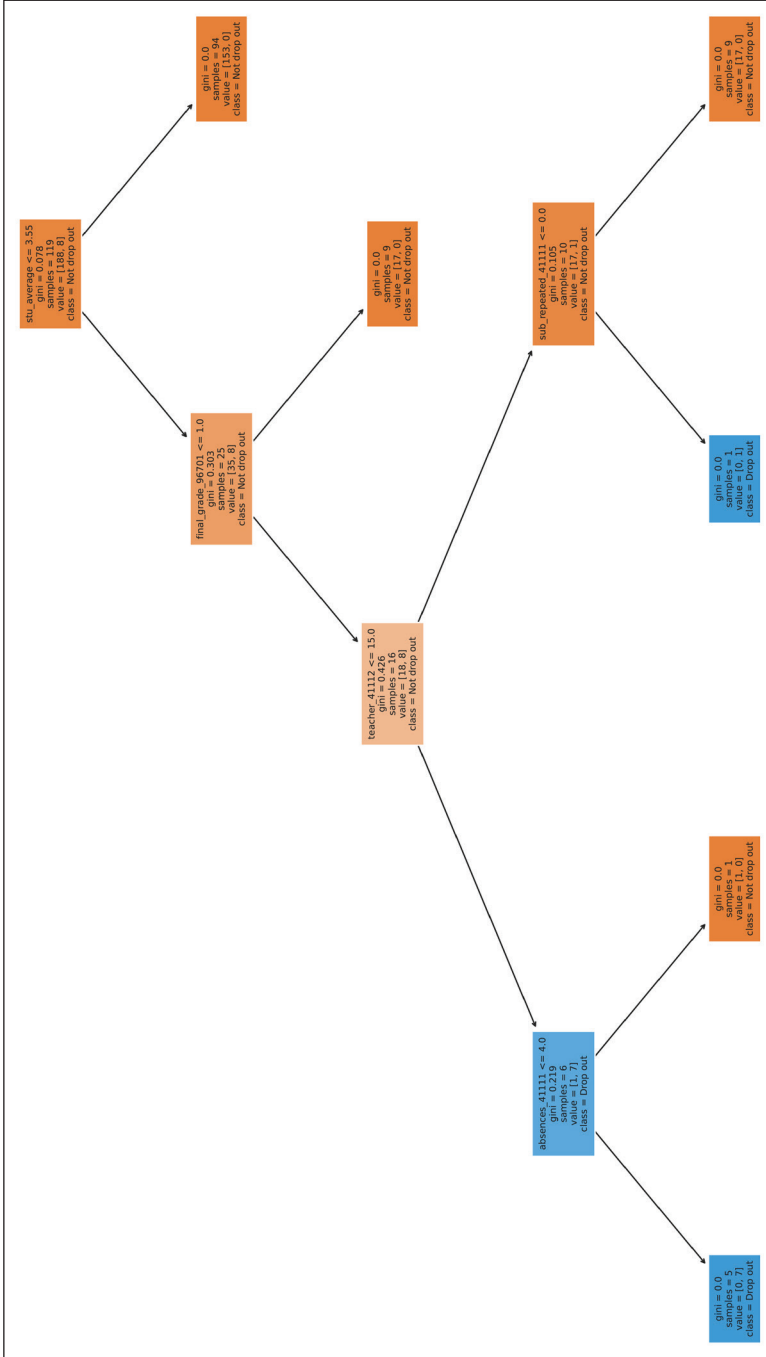 stu_average <= 3.55
gini = 0.078
samples = 119
value = [188, 8]
class = Not drop out
final_grade_96701 <= 1.0
gini = 0.303
samples = 25
value = [35, 8]
class = Not drop out
gini = 0.0
samples = 94
value = [153, 0]
class = Not drop out
teacher_41112 <= 15.0
gini = 0.426
samples = 16
value = [18, 8]
class = Not drop out
gini = 0.0
samples = 9
value = [17, 0]
class = Not drop out
absences_41111 <= 4.0
gini = 0.219
samples = 6
value = [1, 7]
class = Drop out
sub_repeated_41111 <= 0.0
gini = 0.105
samples = 10
value = [17, 1]
class = Not drop out
gini = 0.0
samples = 5
value = [0, 7]
class = Drop out
gini = 0.0
samples = 1
value = [1, 0]
class = Not drop out
gini = 0.0
samples = 1
value = [0, 1]
class = Drop out
gini = 0.0
samples = 9
value = [17, 0]
class = Not drop out